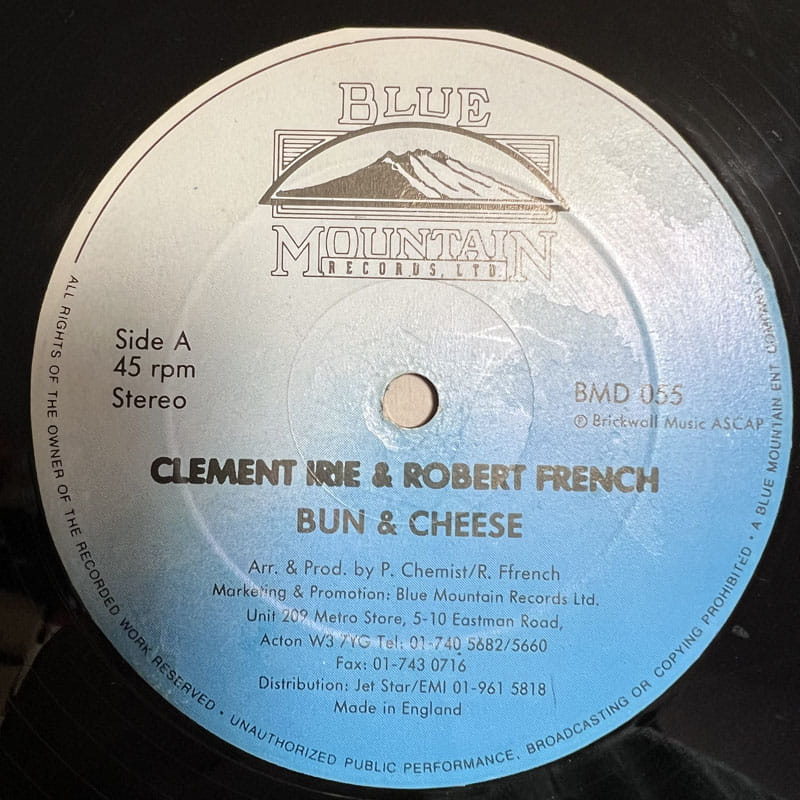 BLUE
MOUNTAIN
RECORDS, LTD.
Side A
45 rpm
Stereo
BMD 055
℗ Brickwall Music ASCAP
CLEMENT IRIE & ROBERT FRENCH
BUN & CHEESE
Arr. & Prod. by P. Chemist/R. Ffrench
Marketing & Promotion: Blue Mountain Records Ltd.
Unit 209 Metro Store, 5-10 Eastman Road,
Acton W3 7YG Tel: 01-740 5682/5660
Fax: 01-743 0716
Distribution: Jet Star/EMI 01-961 5818
Made in England
ALL RIGHTS OF THE OWNER OF THE RECORDED WORK RESERVED • UNAUTHORIZED PUBLIC PERFORMANCE, BROADCASTING OR COPYING PROHIBITED • A BLUE MOUNTAIN ENT. COMPANY